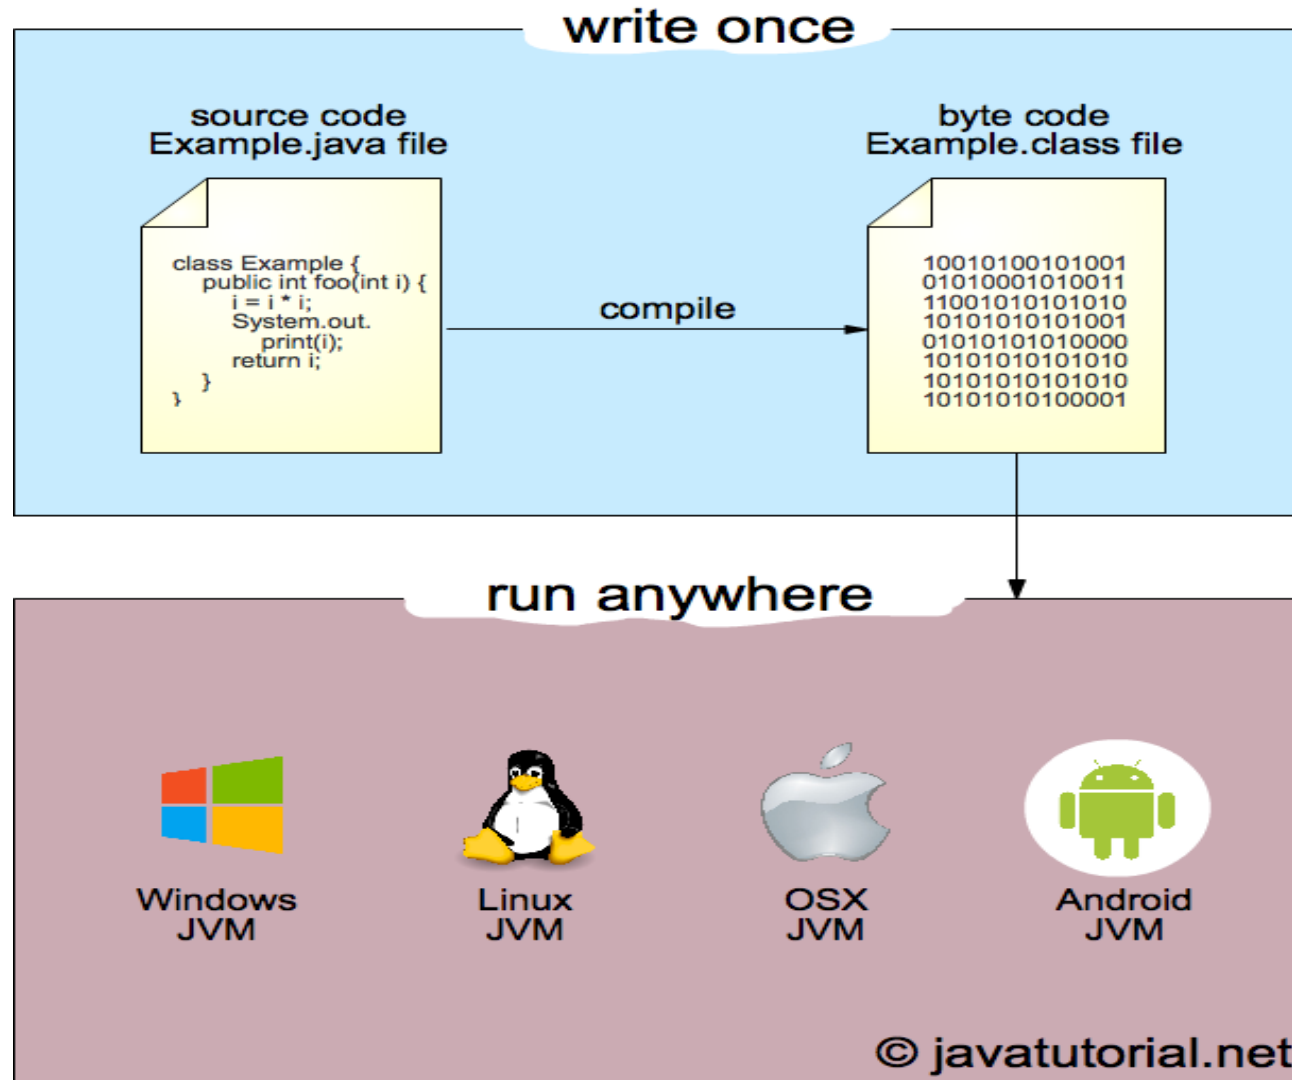 write once
source code
Example.java file
class Example {
public int foo(int i) {
i = i * i;
System.out.
print(i);
return i;
}
}
compile
byte code
Example.class file
10010100101001
01010001010011
11001010101010
10101010101001
01010101010000
10101010101010
10101010101010
10101010100001
run anywhere
Windows
JVM
Linux
JVM
OSX
JVM
Android
JVM
© javatutorial.net